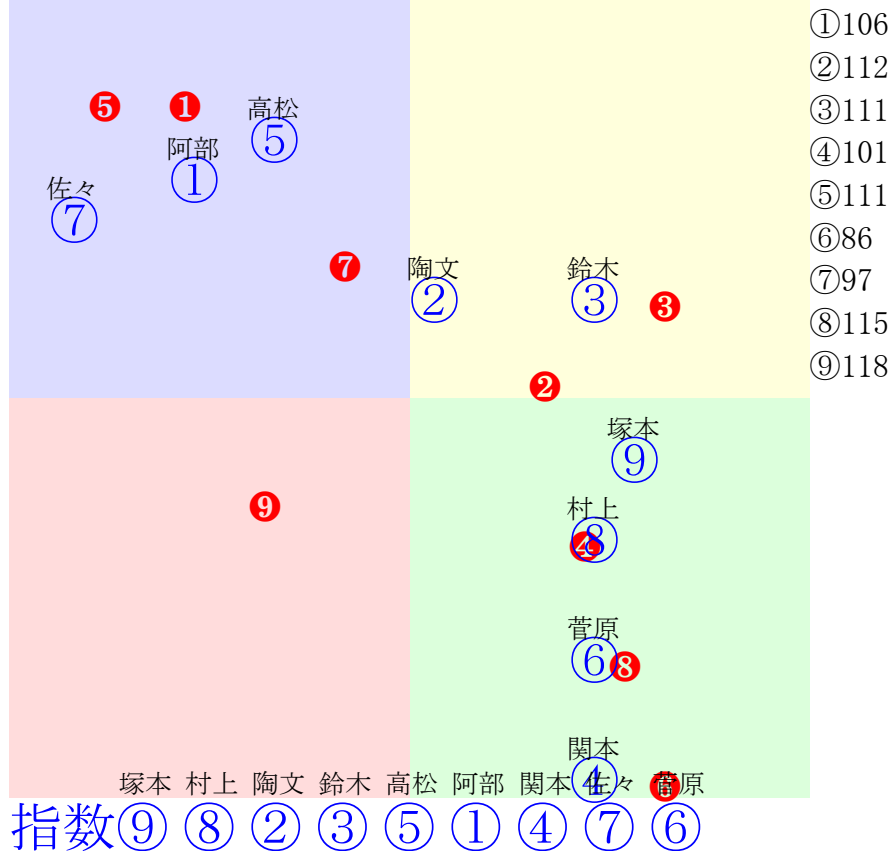 ①106
②112
③111
④101
⑤111
⑥86
⑦97
⑧115
⑨118
❺ ❶ 高松
⑤
阿部
①
佐々
⑦
❼ 陶文 鈴木
② ③ ❸
❷
塚本
⑨
❾ 村上
❹ ⑧
菅原
⑥ ❽
関本
④ ❻
塚本 村上 陶文 鈴木 高松 阿部 関本 佐々 菅原
指数⑨ ⑧ ② ③ ⑤ ① ④ ⑦ ⑥